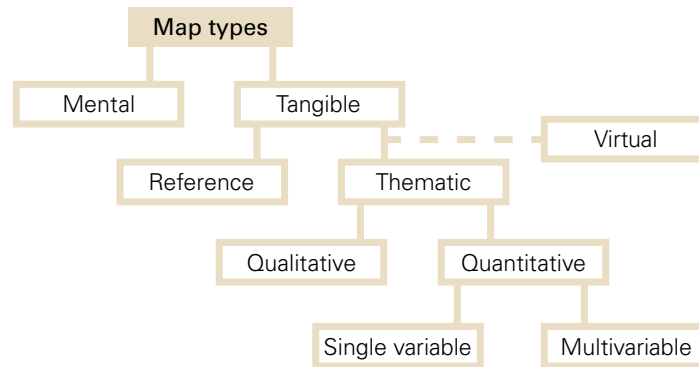 Map types
Mental
Tangible
Virtual
Reference
Thematic
Qualitative
Quantitative
Single variable
Multivariable